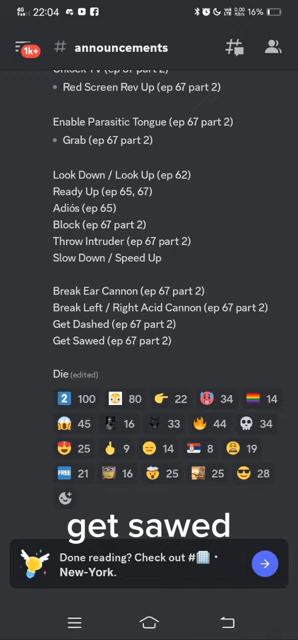 22:04
16%
1k+
# announcements
Red Screen Rev Up (ep 67 part 2)
Enable Parasitic Tongue (ep 67 part 2)
Grab (ep 67 part 2)
Look Down / Look Up (ep 62)
Ready Up (ep 65, 67)
Adiós (ep 65)
Block (ep 67 part 2)
Throw Intruder (ep 67 part 2)
Slow Down / Speed Up
Break Ear Cannon (ep 67 part 2)
Break Left / Right Acid Cannon (ep 67 part 2)
Get Dashed (ep 67 part 2)
Get Sawed (ep 67 part 2)
Die (edited)
2 100 80 22 34 14
45 16 33 44 34
25 9 14 8 19
FREE 21 16 25 25 28
get sawed
Done reading? Check out #
New-York.